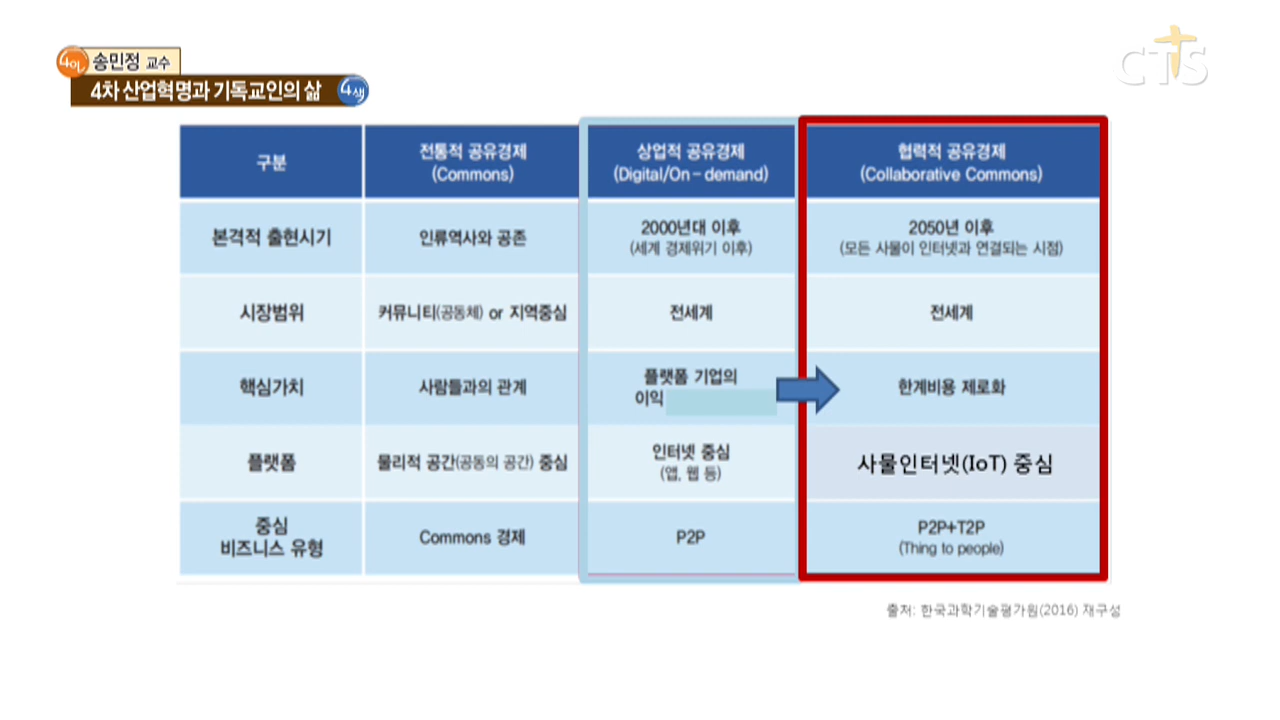 4인 송민정 교수
4차 산업혁명과 기독교인의 삶 4색
CTS
구분
전통적 공유경제
(Commons)
상업적 공유경제
(Digital/On-demand)
협력적 공유경제
(Collaborative Commons)
본격적 출현시기
인류역사와 공존
2000년대 이후
(세계 경제위기 이후)
2050년 이후
(모든 사물이 인터넷과 연결되는 시점)
시장범위
커뮤니티(공동체) or 지역중심
전세계
전세계
핵심가치
사람들과의 관계
플랫폼 기업의
이익
한계비용 제로화
플랫폼
물리적 공간(공동의 공간) 중심
인터넷 중심
(앱, 웹 등)
사물인터넷(IoT) 중심
중심
비즈니스 유형
Commons 경제
P2P
P2P+T2P
(Thing to people)
출처: 한국과학기술평가원(2016) 재구성